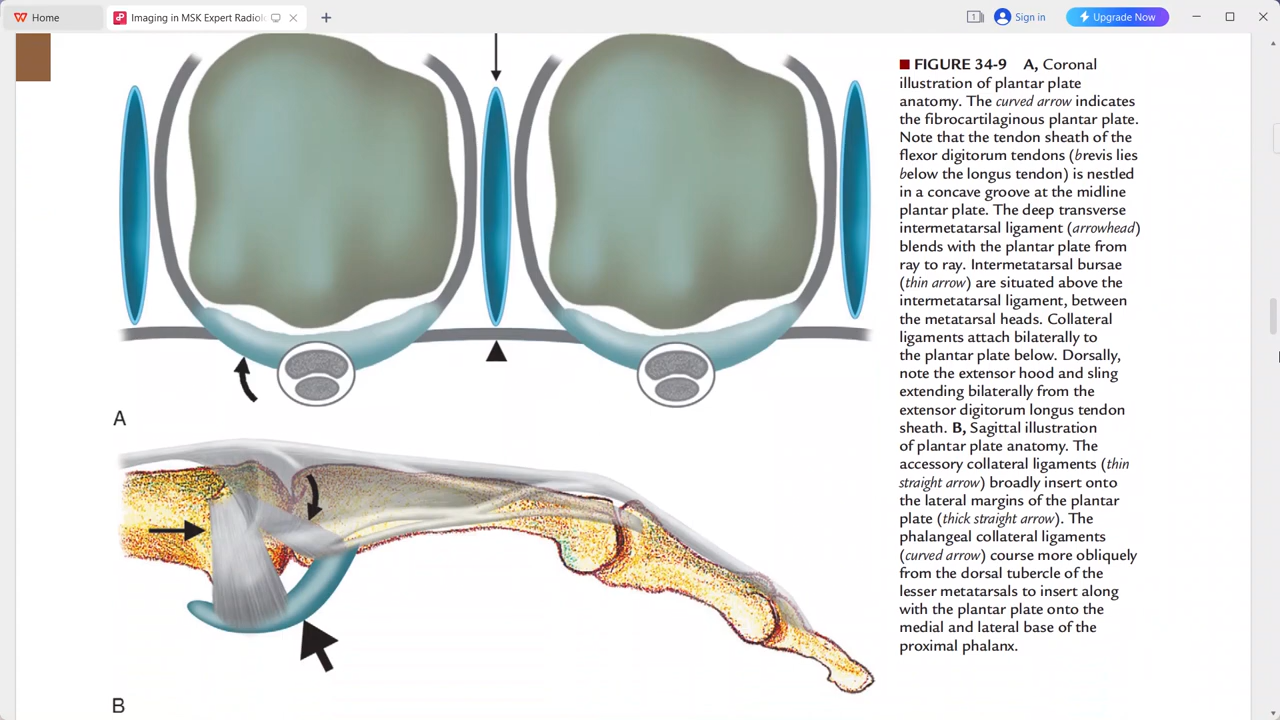 Home
Imaging in MSK Expert Radiol
1
Sign in
Upgrade Now
FIGURE 34-9 A, Coronal
illustration of plantar plate
anatomy. The curved arrow indicates
the fibrocartilaginous plantar plate.
Note that the tendon sheath of the
flexor digitorum tendons (brevis lies
below the longus tendon) is nestled
in a concave groove at the midline
plantar plate. The deep transverse
intermetatarsal ligament (arrowhead)
blends with the plantar plate from
ray to ray. Intermetatarsal bursae
(thin arrow) are situated above the
intermetatarsal ligament, between
the metatarsal heads. Collateral
ligaments attach bilaterally to
the plantar plate below. Dorsally,
note the extensor hood and sling
extending bilaterally from the
extensor digitorum longus tendon
sheath. B, Sagittal illustration
of plantar plate anatomy. The
accessory collateral ligaments (thin
straight arrow) broadly insert onto
the lateral margins of the plantar
plate (thick straight arrow). The
phalangeal collateral ligaments
(curved arrow) course more obliquely
from the dorsal tubercle of the
lesser metatarsals to insert along
with the plantar plate onto the
medial and lateral base of the
proximal phalanx.
A
B